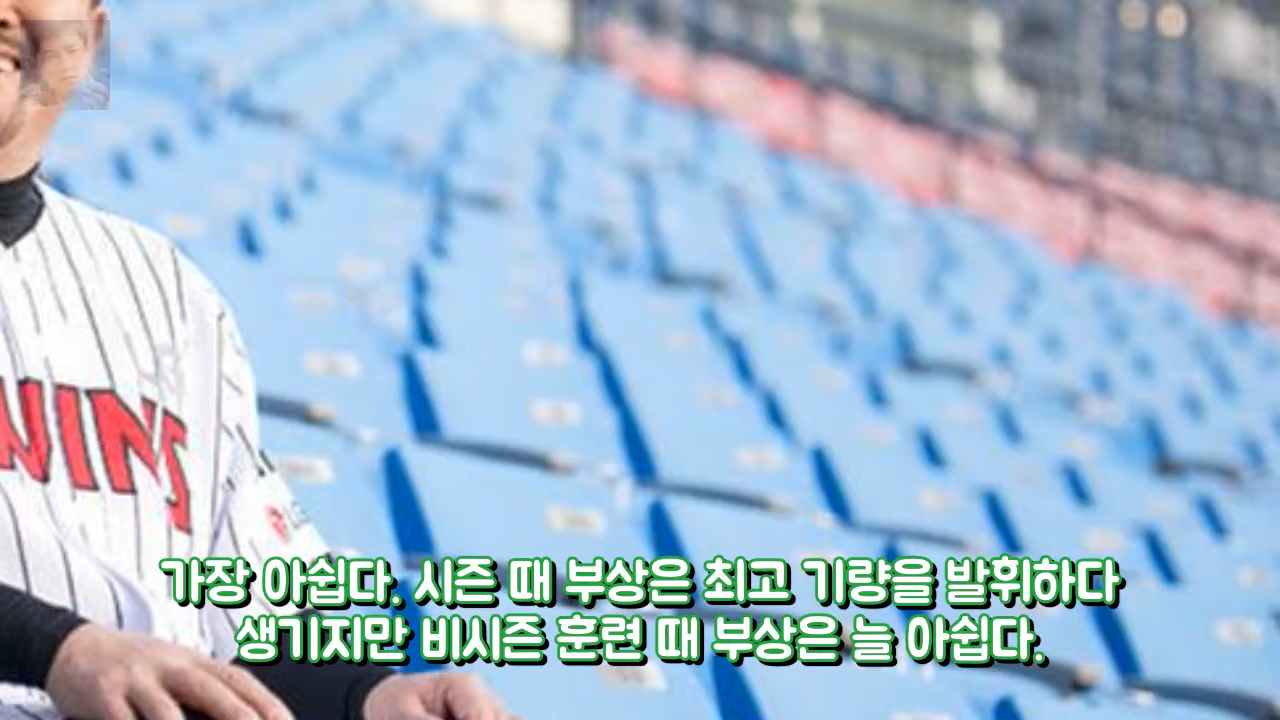 WINS
가장 아쉽다. 시즌 때 부상은 최고 기량을 발휘하다
생기지만 비시즌 훈련 때 부상은 늘 아쉽다.